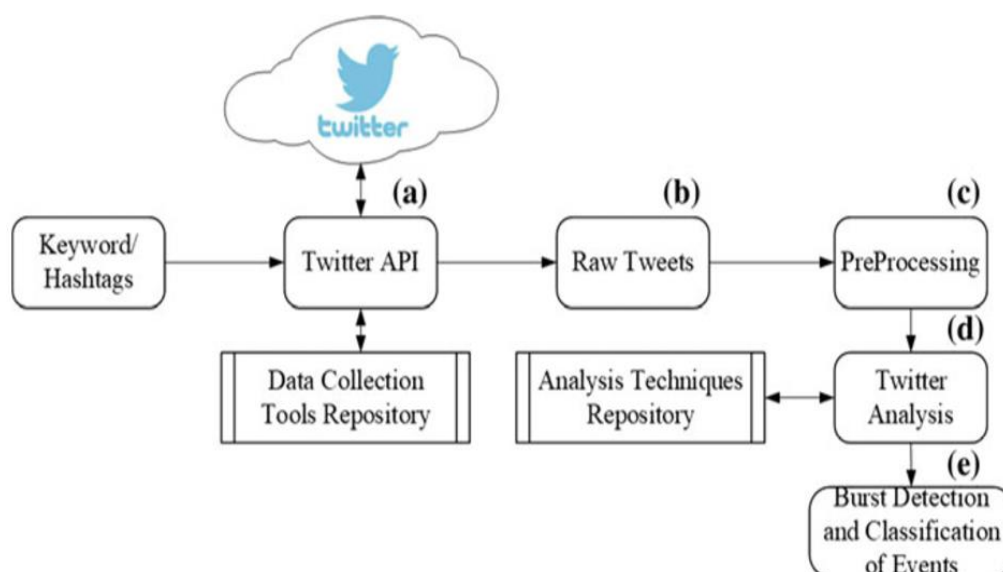 twitter
(a)
(b)
(c)
Keyword/
Hashtags
Twitter API
Raw Tweets
PreProcessing
(d)
Data Collection
Tools Repository
Analysis Techniques
Repository
Twitter
Analysis
(e)
Burst Detection
and Classification
of Events